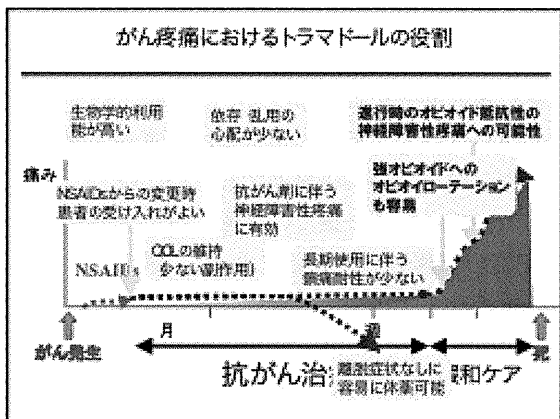 がん疼痛におけるトラマドールの役割
生物学的利用
能が高い
依存 乱用の
心配が少ない
進行時のオピオイド抵抗性の
神経障害性疼痛への可能性
痛み
NSAIDsからの変更時
患者の受け入れがよい
抗がん剤に伴う
神経障害性疼痛
に有効
強オピオイドへの
オピオイローテーション
も容易
NSAIDs
QOLの維持
少ない副作用
長期使用に伴う
鎮痛耐性が少ない
月
週
がん発生
死
抗がん治
離脱症状なしに
容易に休薬可能
緩和ケア